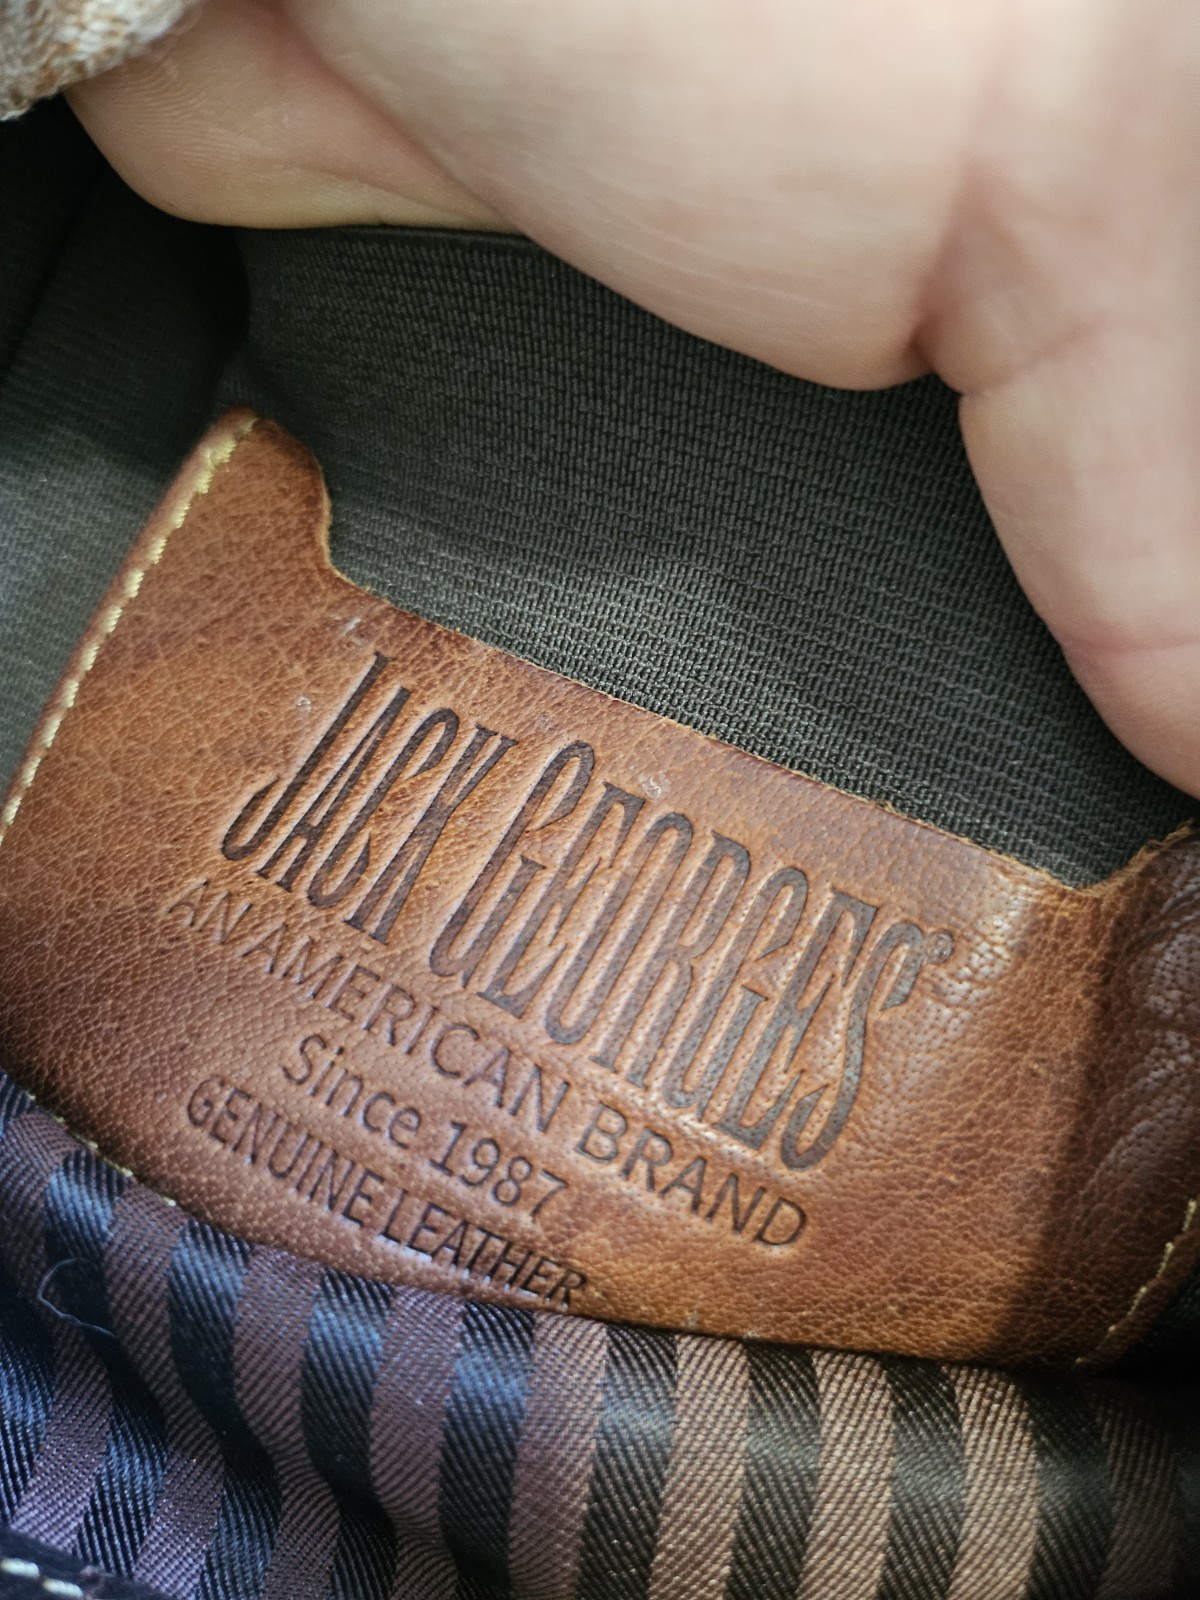 JACK GEORGES®
AN AMERICAN BRAND
Since 1987
GENUINE LEATHER